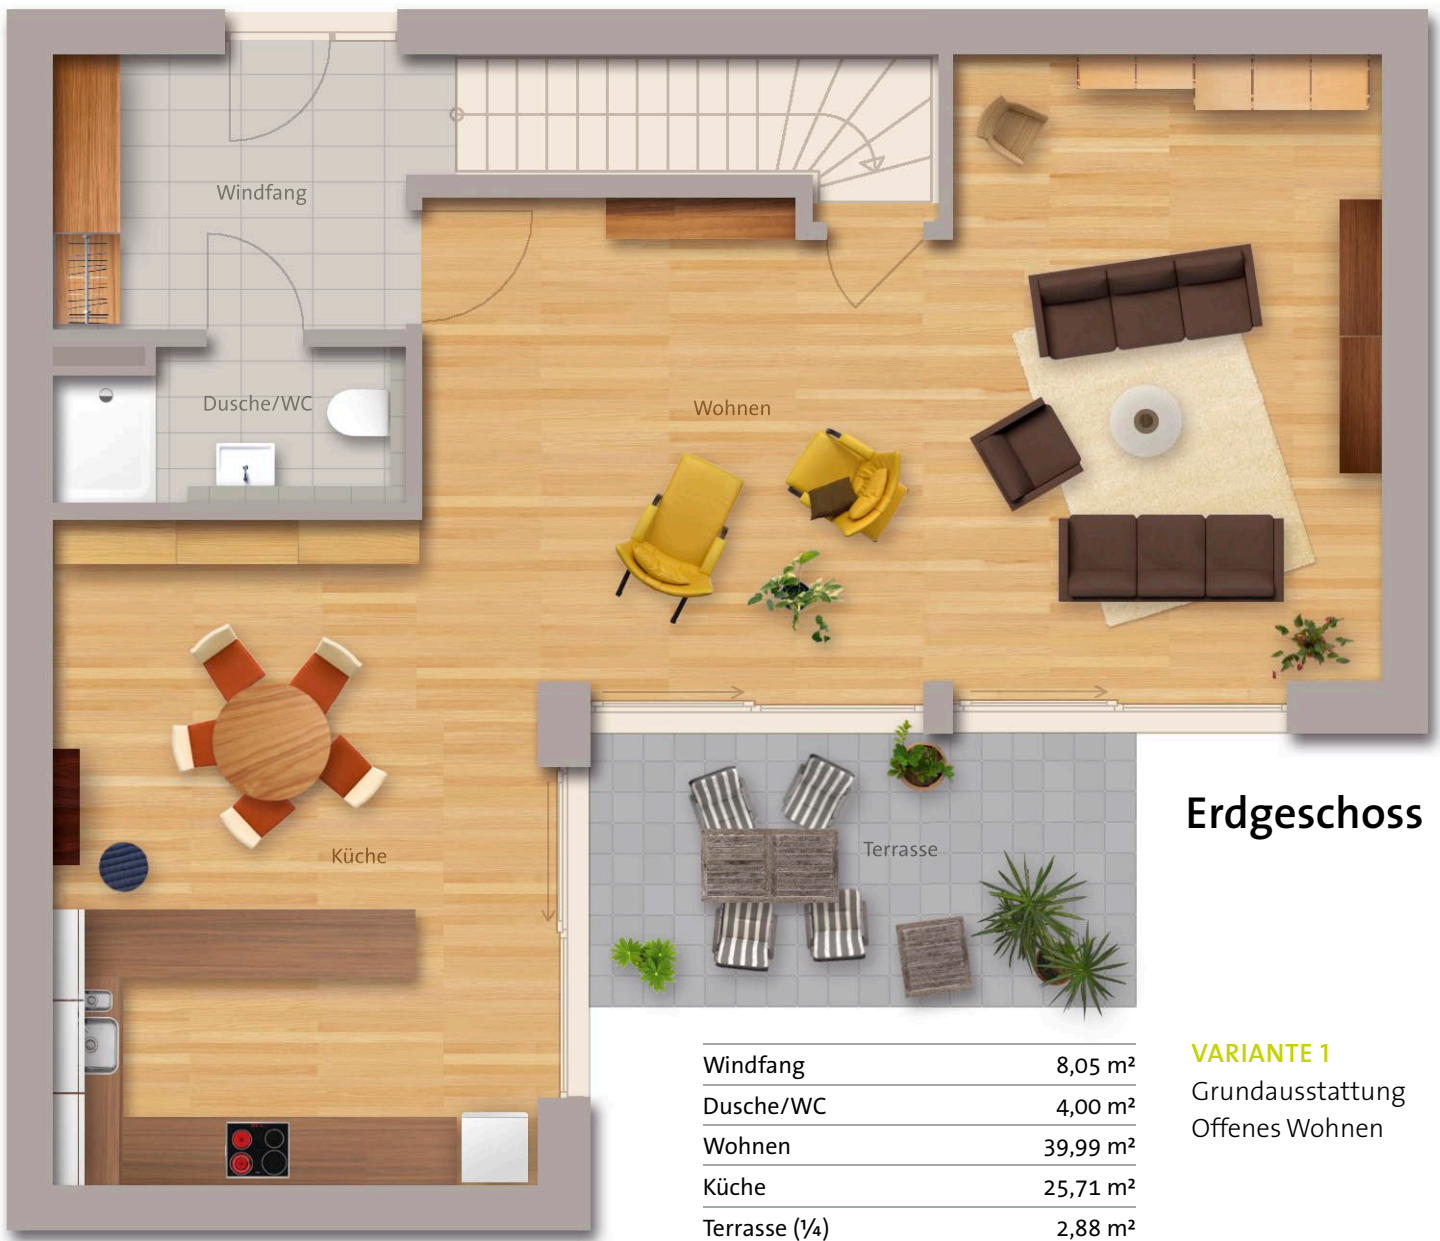 Windfang
Dusche/WC
Wohnen
Küche
Terrasse
Erdgeschoss
Windfang 8,05 m²
Dusche/WC 4,00 m²
Wohnen 39,99 m²
Küche 25,71 m²
Terrasse (¼) 2,88 m²
VARIANTE 1
Grundausstattung
Offenes Wohnen